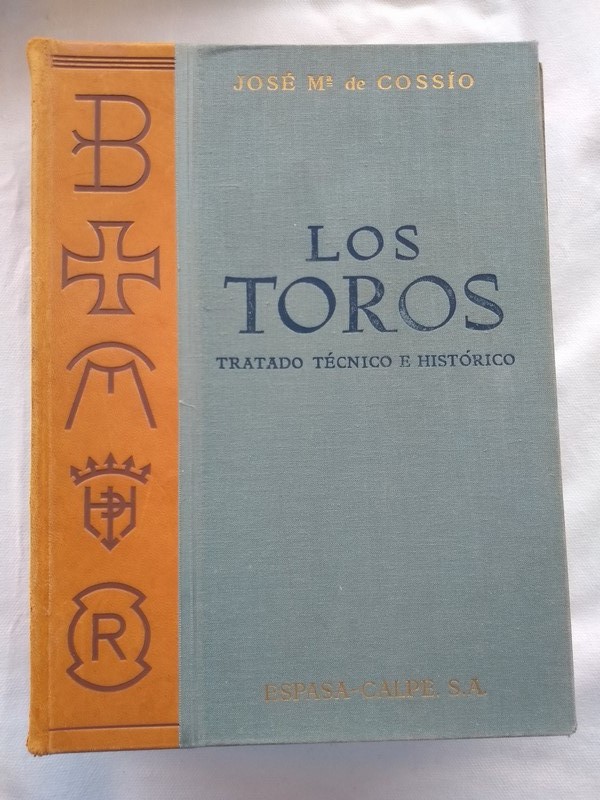 JOSÉ Mª de COSSÍO
LOS
TOROS
TRATADO TÉCNICO E HISTÓRICO
ESPASA-CALPE, S.A.
B
R